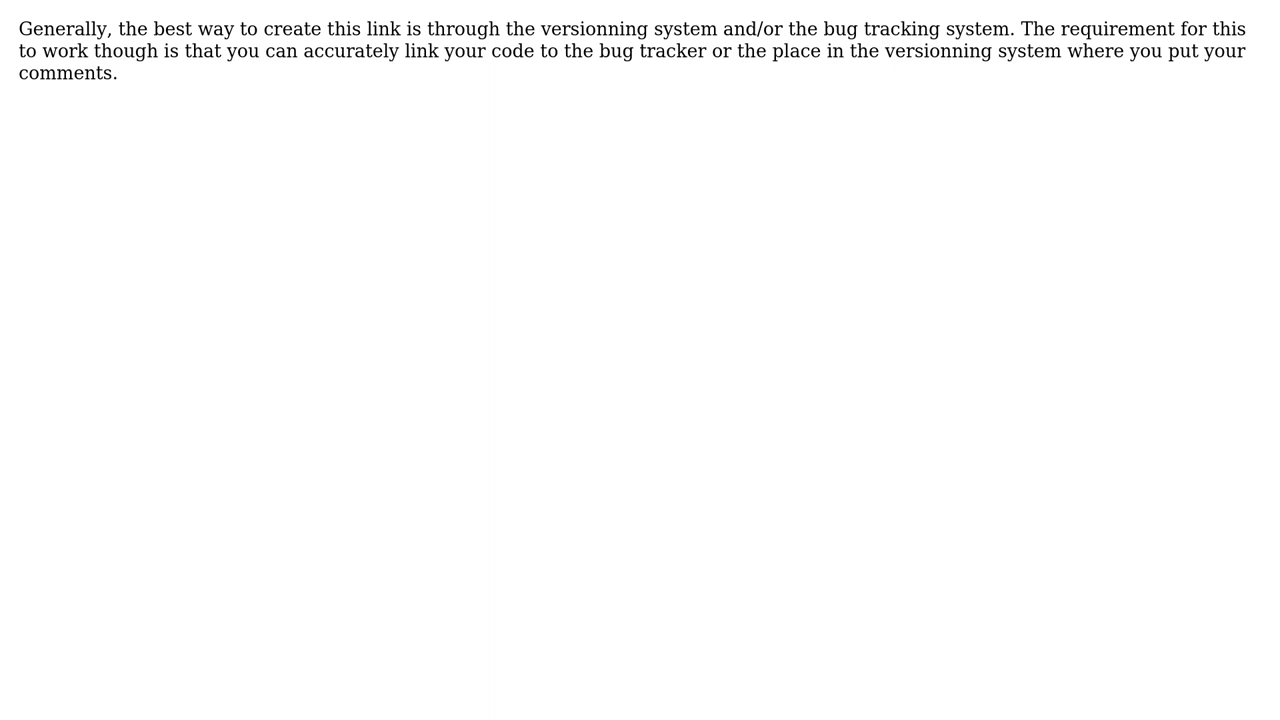 Generally, the best way to create this link is through the versionning system and/or the bug tracking system. The requirement for this
to work though is that you can accurately link your code to the bug tracker or the place in the versionning system where you put your
comments.